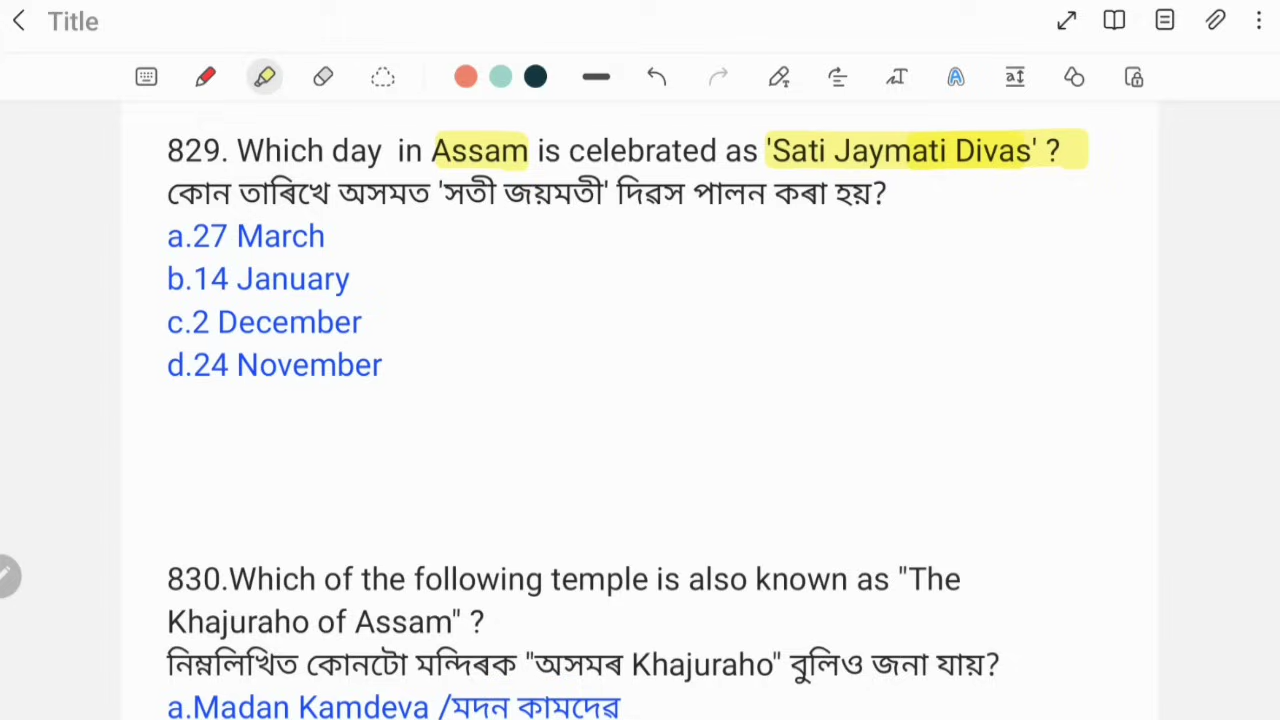 Title
829. Which day in Assam is celebrated as 'Sati Jaymati Divas' ?
কোন তাৰিখে অসমত 'সতী জয়মতী' দিৱস পালন কৰা হয়?
a.27 March
b.14 January
c.2 December
d.24 November
830.Which of the following temple is also known as "The
Khajuraho of Assam" ?
নিম্নলিখিত কোনটো মন্দিৰক "অসমৰ Khajuraho" বুলিও জনা যায়?
a.Madan Kamdeva /মদন কামদেৱ